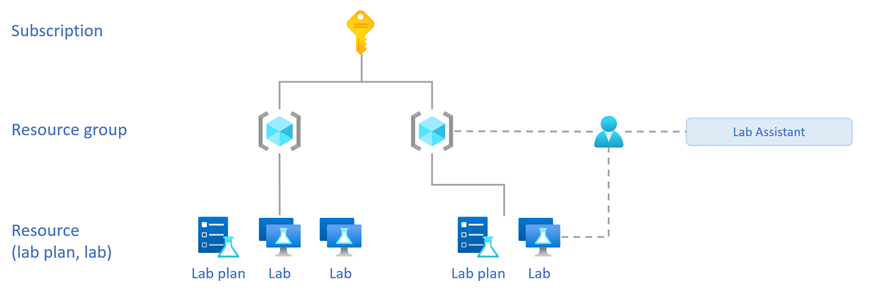 Subscription
Resource group
Lab Assistant
Resource
(lab plan, lab)
Lab plan
Lab
Lab
Lab plan
Lab